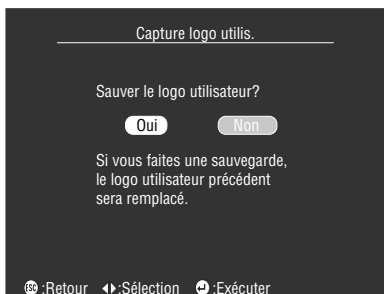 Capture logo utilis.
Sauver le logo utilisateur?
Oui Non
Si vous faites une sauvegarde,
le logo utilisateur précédent
sera remplacé.
ESC :Retour :Sélection :Exécuter